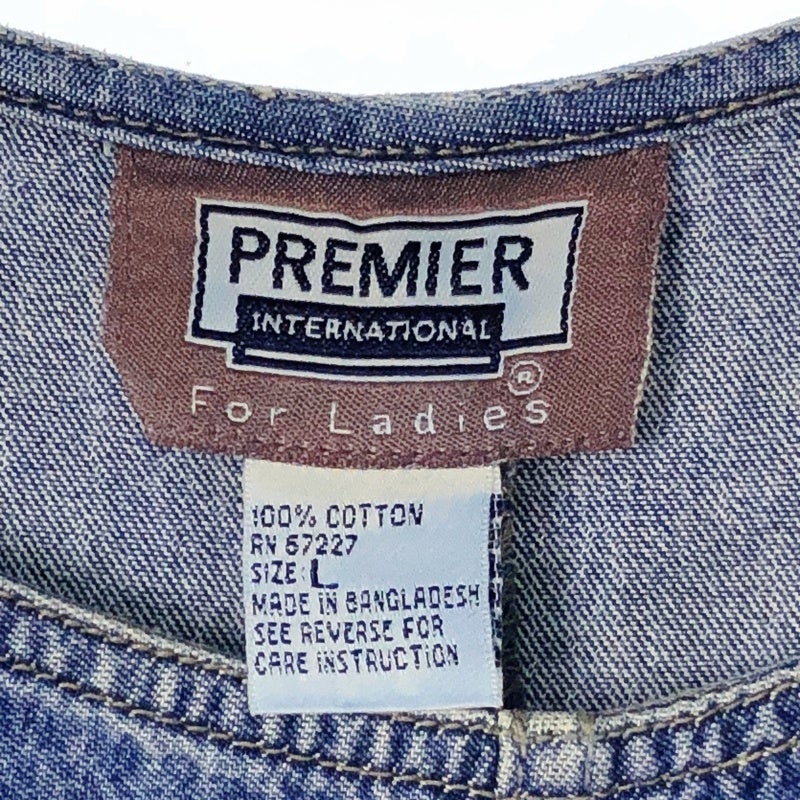 PREMIER
INTERNATIONAL
®
For Ladies
100% COTTON
RN 67227
SIZE: L
MADE IN BANGLADESH
SEE REVERSE FOR
CARE INSTRUCTION